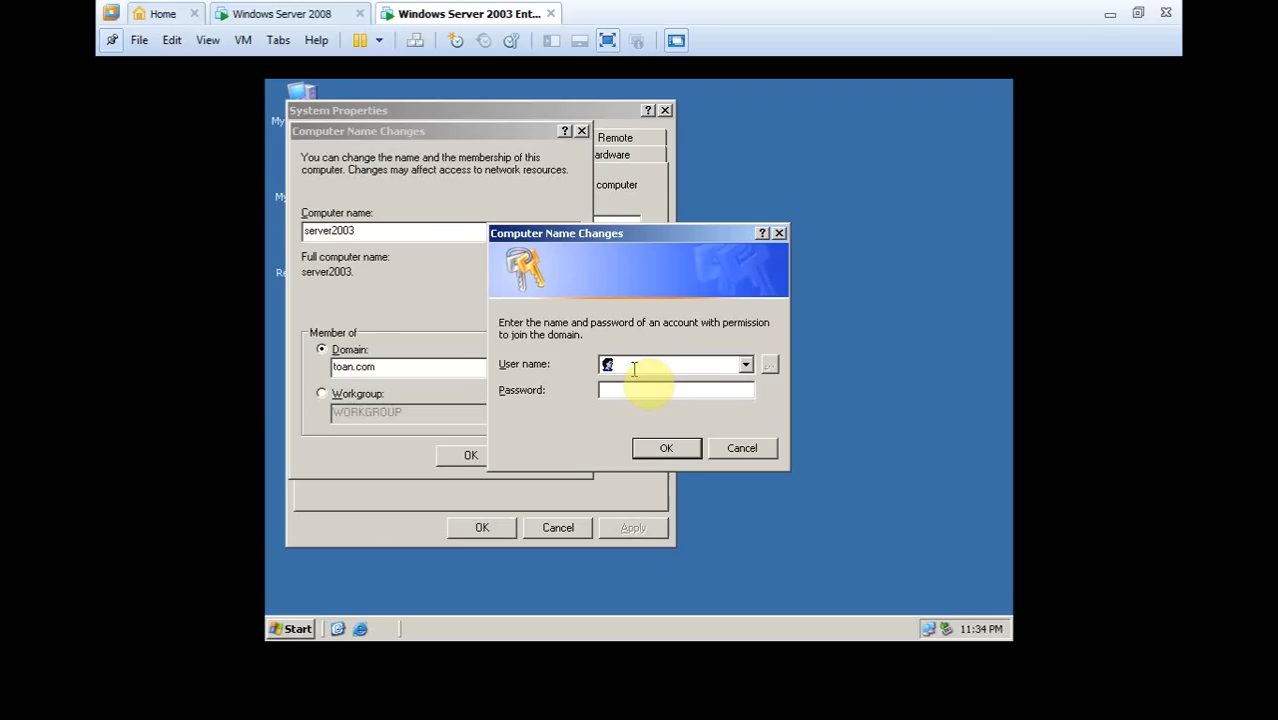 Home
Windows Server 2008
Windows Server 2003 Ent...
File Edit View VM Tabs Help
System Properties
Computer Name Changes
Remote
ardware
You can change the name and the membership of this
computer. Changes may affect access to network resources.
computer
Computer name:
server2003
Full computer name:
server2003.
Member of
Domain:
toan.com
Workgroup:
WORKGROUP
OK
Computer Name Changes
Enter the name and password of an account with permission
to join the domain.
User name:
...
Password:
OK Cancel
OK Cancel Apply
My
My
Re
Start
11:34 PM